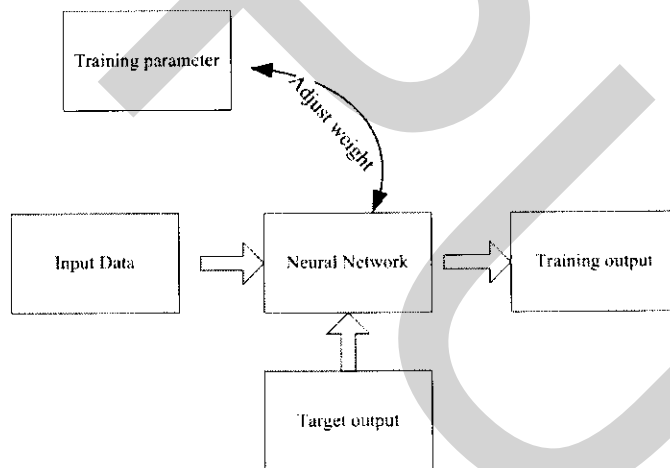 Training parameter
Adjust weight
Input Data
Neural Network
Training output
Target output